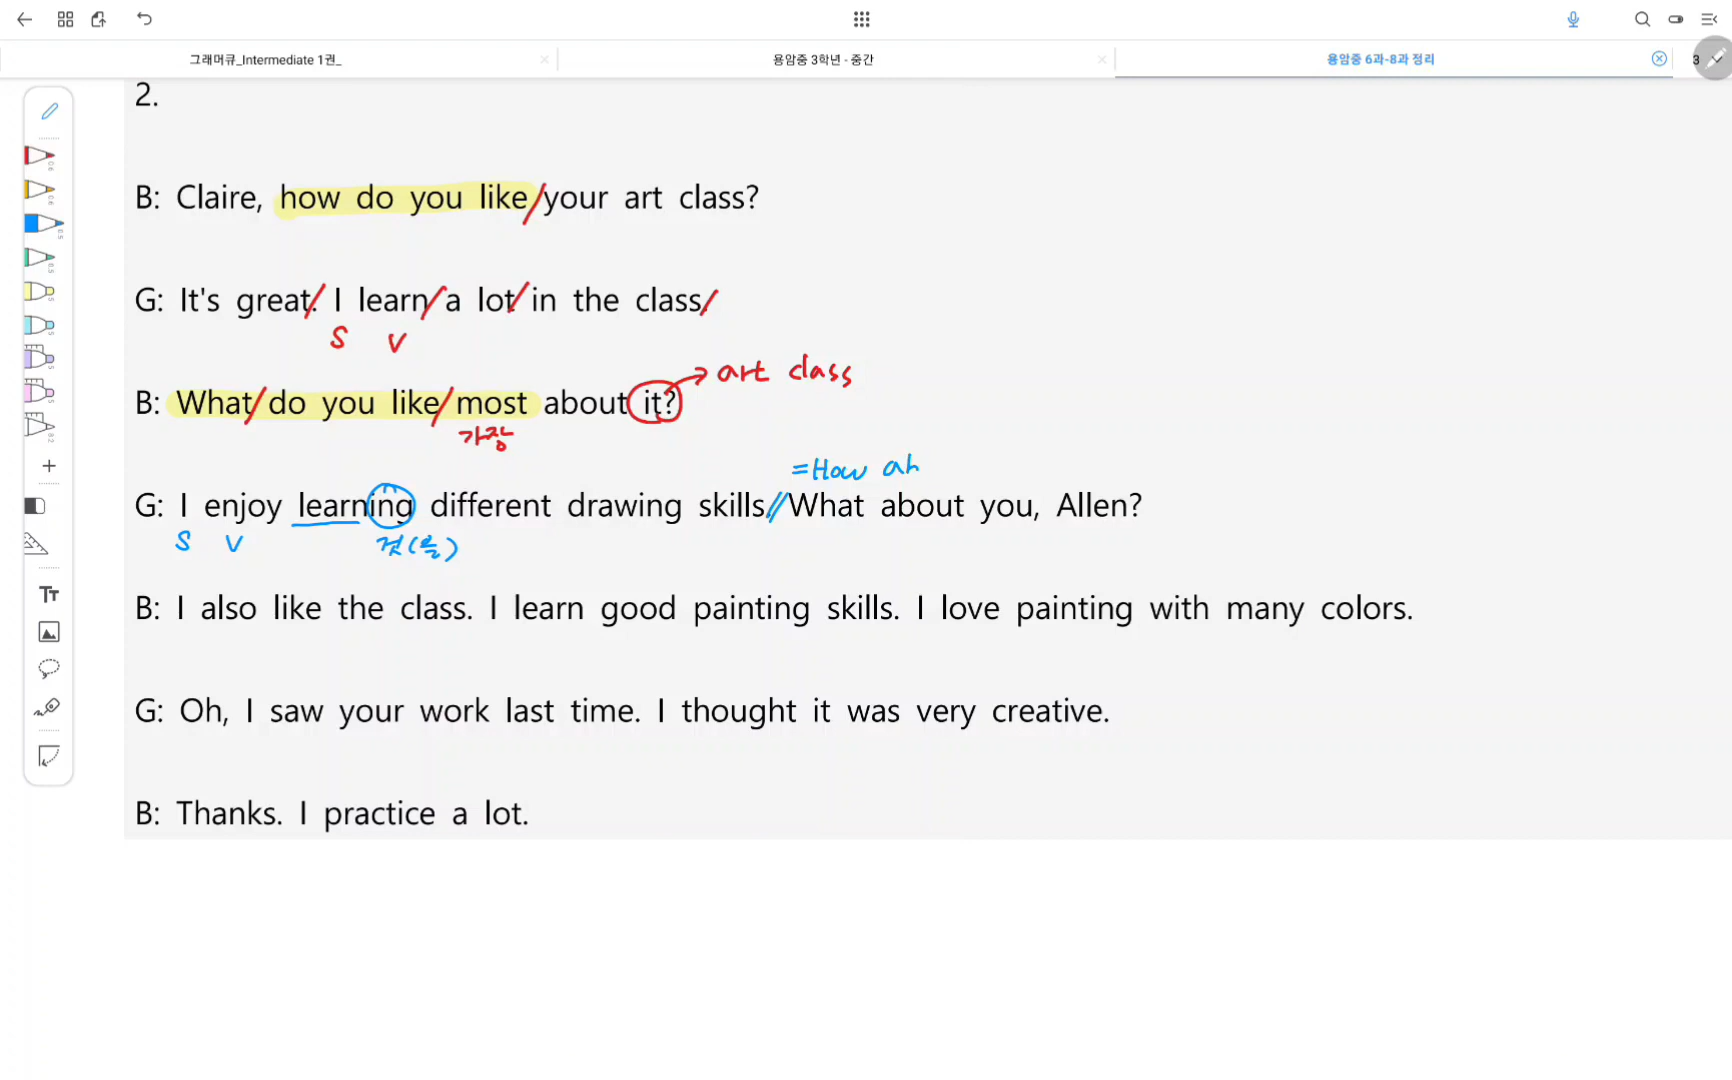 그래머큐_Intermediate 1권_
용암중 3학년 - 중간
용암중 6과-8과 정리
3
2.
B: Claire, how do you like/your art class?
G: It's great/. I learn/a lot/in the class./
S V
→ art class
B: What/do you like/most about it?
가장
=How ah
G: I enjoy learning different drawing skills.//What about you, Allen?
S V 것(을)
B: I also like the class. I learn good painting skills. I love painting with many colors.
Tт
G: Oh, I saw your work last time. I thought it was very creative.
B: Thanks. I practice a lot.